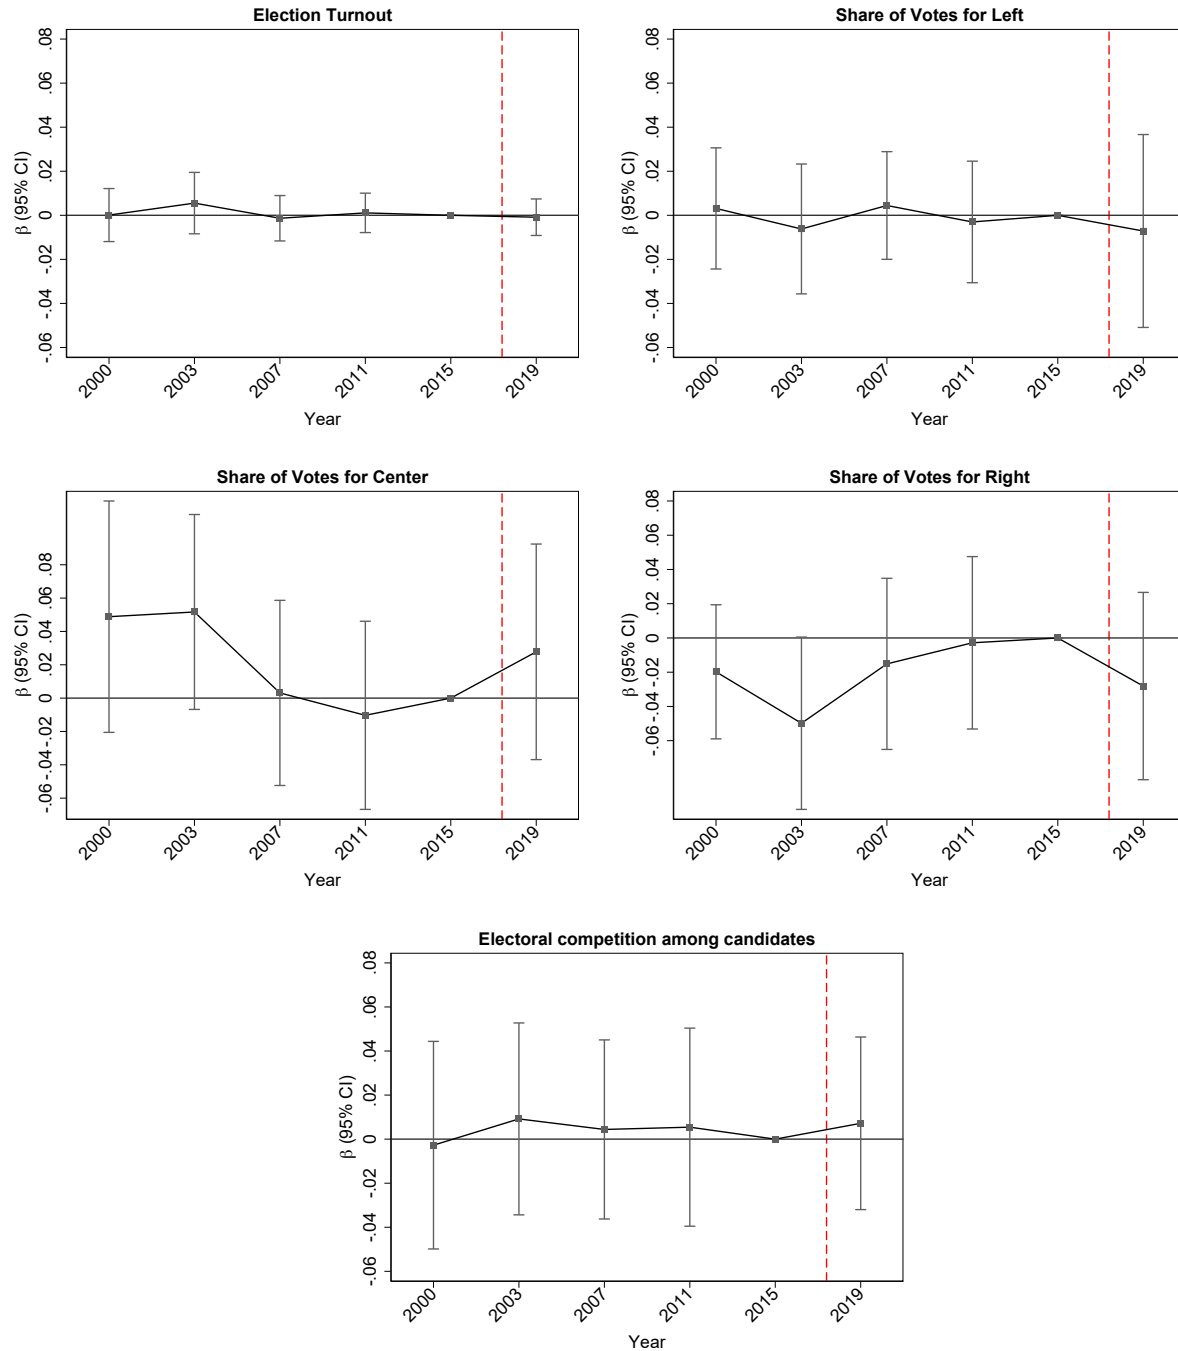 Election Turnout
β (95% CI)
.08
.06
.04
.02
0
-.02
-.04
-.06
2000 2003 2007 2011 2015 2019
Year
Share of Votes for Left
β (95% CI)
.08
.06
.04
.02
0
-.02
-.04
-.06
2000 2003 2007 2011 2015 2019
Year
Share of Votes for Center
β (95% CI)
.08
.06
.04
.02
0
-.02
-.04
-.06
2000 2003 2007 2011 2015 2019
Year
Share of Votes for Right
β (95% CI)
.08
.06
.04
.02
0
-.02
-.04
-.06
2000 2003 2007 2011 2015 2019
Year
Electoral competition among candidates
β (95% CI)
.08
.06
.04
.02
0
-.02
-.04
-.06
2000 2003 2007 2011 2015 2019
Year